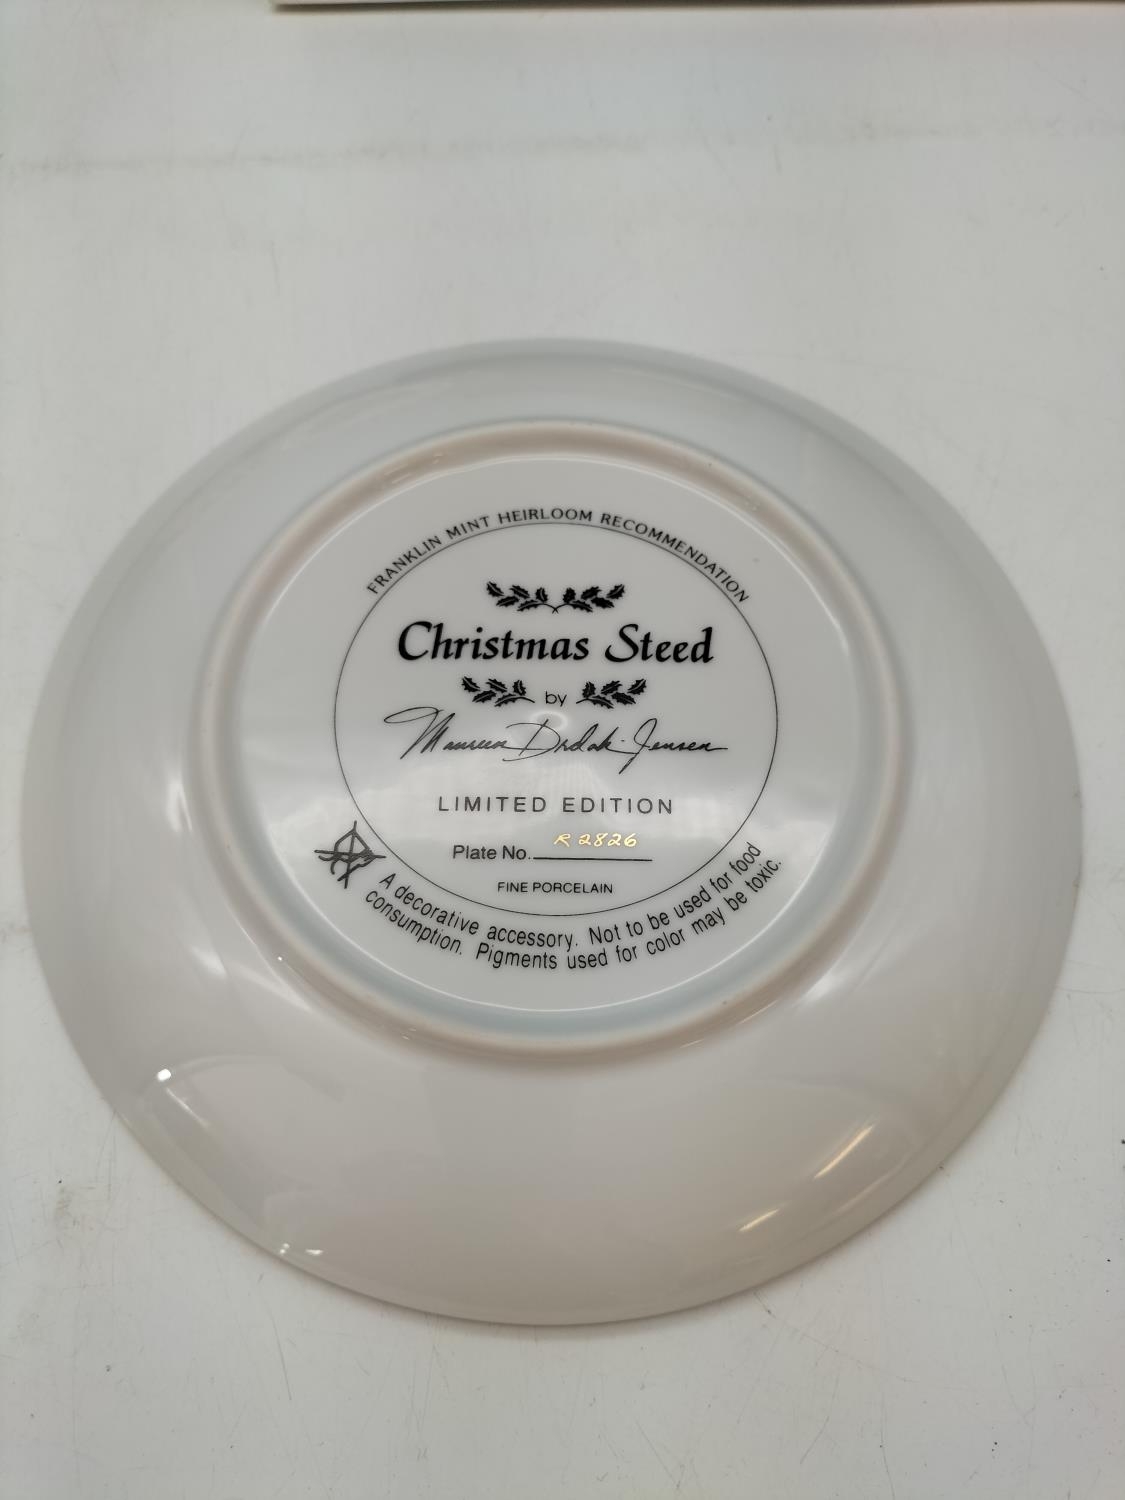 FRANKLIN MINT HEIRLOOM RECOMMENDATION
Christmas Steed
by
Maureen Drdak-Jensen
LIMITED EDITION
Plate No. R 2826
FINE PORCELAIN
A decorative accessory. Not to be used for food
consumption. Pigments used for color may be toxic.